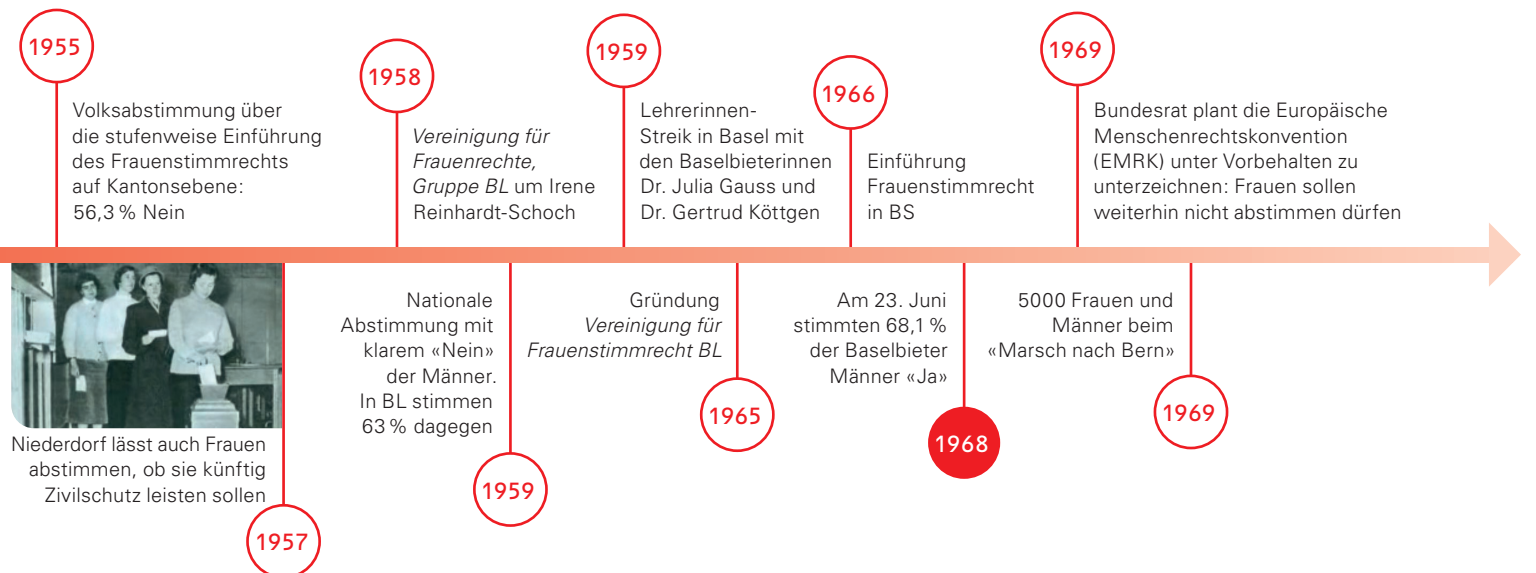 1955
Volksabstimmung über
die stufenweise Einführung
des Frauenstimmrechts
auf Kantonsebene:
56,3 % Nein
Niederdorf lässt auch Frauen
abstimmen, ob sie künftig
Zivilschutz leisten sollen
1957
1958
Vereinigung für
Frauenrechte,
Gruppe BL um Irene
Reinhardt-Schoch
Nationale
Abstimmung mit
klarem «Nein»
der Männer.
In BL stimmen
63 % dagegen
1959
1959
Lehrerinnen-
Streik in Basel mit
den Baselbieterinnen
Dr. Julia Gauss und
Dr. Gertrud Köttgen
Gründung
Vereinigung für
Frauenstimmrecht BL
1965
1966
Einführung
Frauenstimmrecht
in BS
Am 23. Juni
stimmten 68,1 %
der Baselbieter
Männer «Ja»
1968
1969
Bundesrat plant die Europäische
Menschenrechtskonvention
(EMRK) unter Vorbehalten zu
unterzeichnen: Frauen sollen
weiterhin nicht abstimmen dürfen
5000 Frauen und
Männer beim
«Marsch nach Bern»
1969